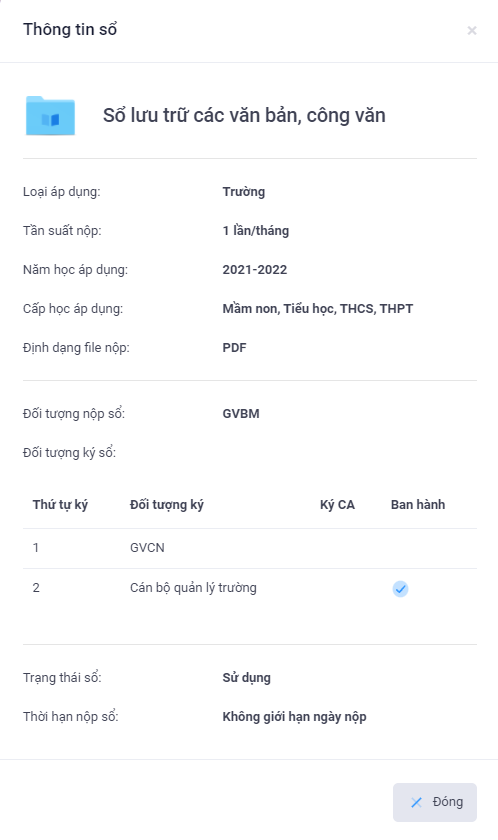 Thông tin sổ
Sổ lưu trữ các văn bản, công văn
Loại áp dụng: Trường
Tần suất nộp: 1 lần/tháng
Năm học áp dụng: 2021-2022
Cấp học áp dụng: Mầm non, Tiểu học, THCS, THPT
Định dạng file nộp: PDF
Đối tượng nộp sổ: GVBM
Đối tượng ký sổ:
Thứ tự ký Đối tượng ký Ký CA Ban hành
1 GVCN
2 Cán bộ quản lý trường
Trạng thái sổ: Sử dụng
Thời hạn nộp sổ: Không giới hạn ngày nộp
Đóng